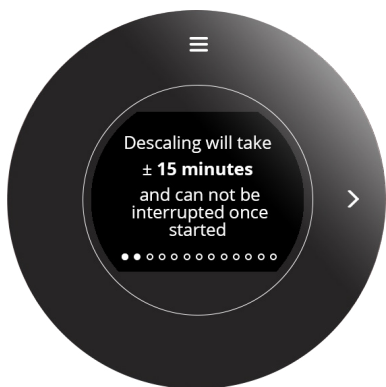 Descaling will take
± 15 minutes
and can not be
interrupted once
started